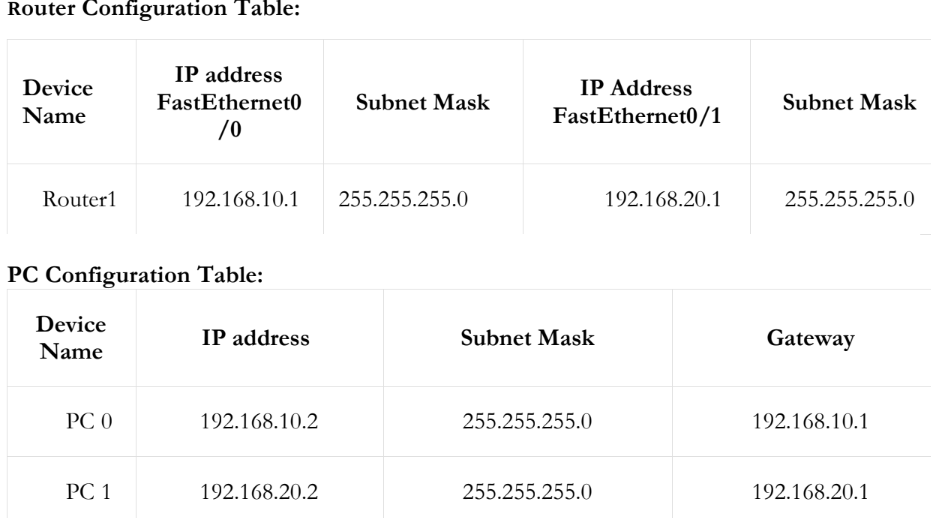 Router Configuration Table:
Device Name IP address FastEthernet0/0 Subnet Mask IP Address FastEthernet0/1 Subnet Mask
Router1 192.168.10.1 255.255.255.0 192.168.20.1 255.255.255.0
PC Configuration Table:
Device Name IP address Subnet Mask Gateway
PC 0 192.168.10.2 255.255.255.0 192.168.10.1
PC 1 192.168.20.2 255.255.255.0 192.168.20.1